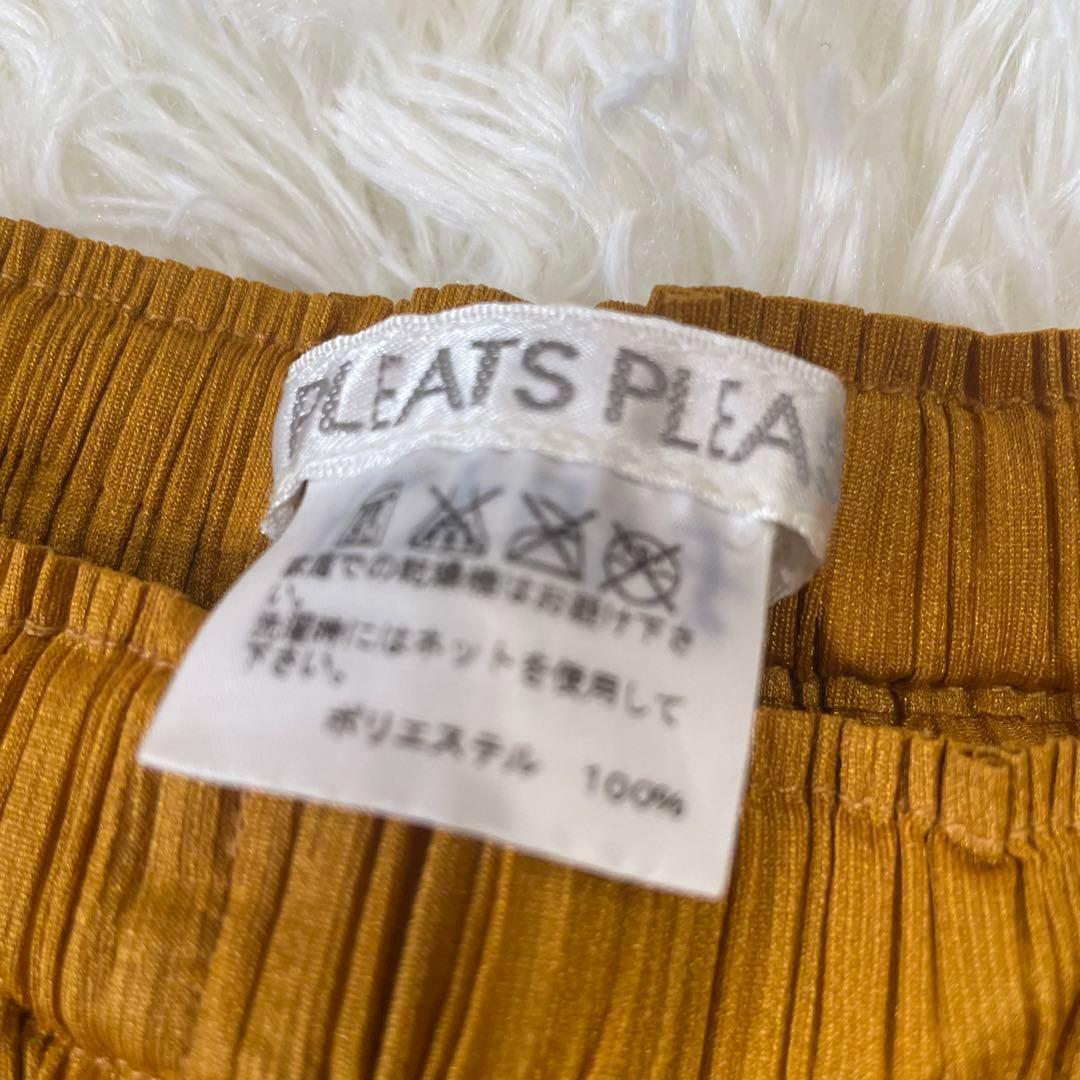 PLEATS PLEAS
家庭での乾燥機はお避け下さ
い。
洗濯時にはネットを使用して
下さい。
ポリエステル 100%